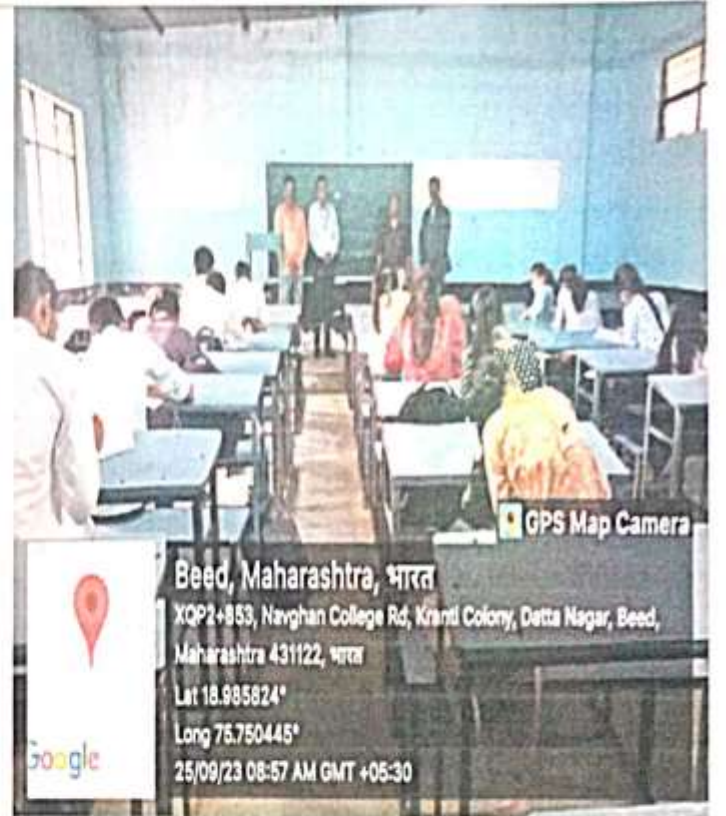 GPS Map Camera
Beed, Maharashtra, भारत
XQP2+853, Navghan College Rd, Kranti Colony, Datta Nagar, Beed,
Maharashtra 431122, भारत
Lat 18.985824°
Long 75.750445°
25/09/23 08:57 AM GMT +05:30
Google